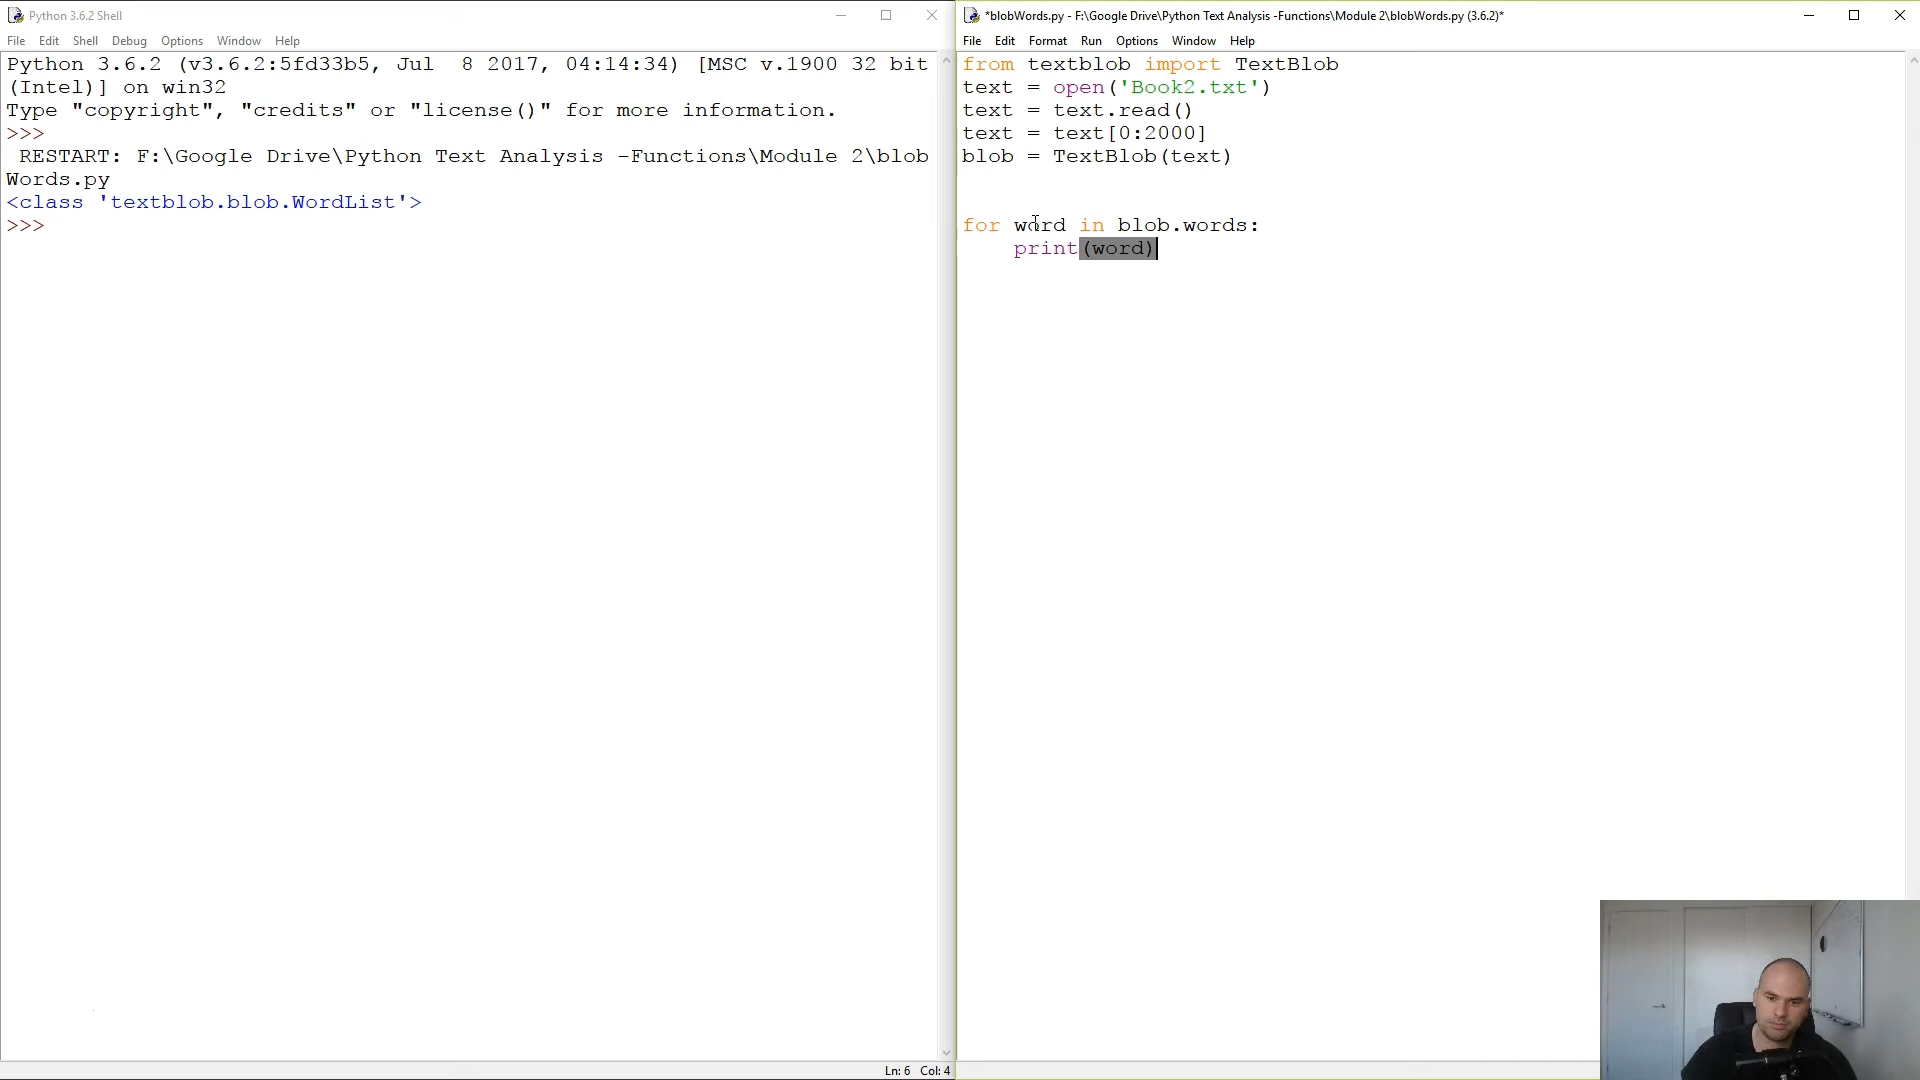 Python 3.6.2 Shell
File Edit Shell Debug Options Window Help
Python 3.6.2 (v3.6.2:5fd33b5, Jul  8 2017, 04:14:34) [MSC v.1900 32 bit
(Intel)] on win32
Type "copyright", "credits" or "license()" for more information.
>>>
 RESTART: F:\Google Drive\Python Text Analysis -Functions\Module 2\blob
Words.py
<class 'textblob.blob.WordList'>
>>>
Ln: 6 Col: 4
*blobWords.py - F:\Google Drive\Python Text Analysis -Functions\Module 2\blobWords.py (3.6.2)*
File Edit Format Run Options Window Help
from textblob import TextBlob
text = open('Book2.txt')
text = text.read()
text = text[0:2000]
blob = TextBlob(text)
for word in blob.words:
    print(word)